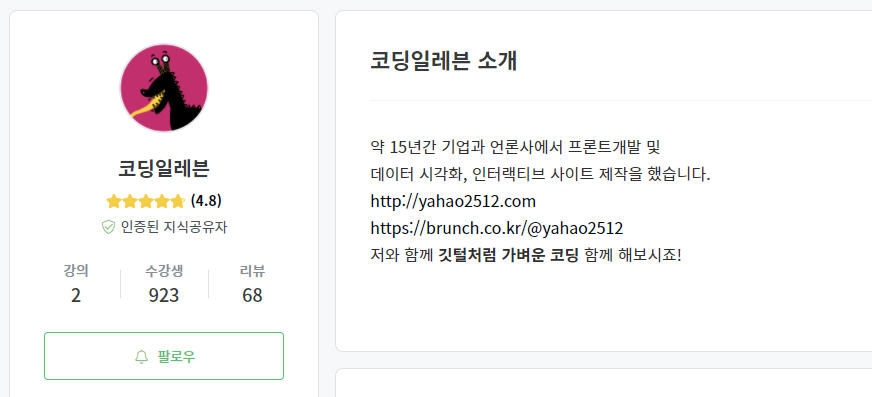 코딩일레븐
(4.8)
인증된 지식공유자
강의 수강생 리뷰
2 923 68
팔로우
코딩일레븐 소개
약 15년간 기업과 언론사에서 프론트개발 및
데이터 시각화, 인터랙티브 사이트 제작을 했습니다.
http://yahao2512.com
https://brunch.co.kr/@yahao2512
저와 함께 깃털처럼 가벼운 코딩 함께 해보시죠!